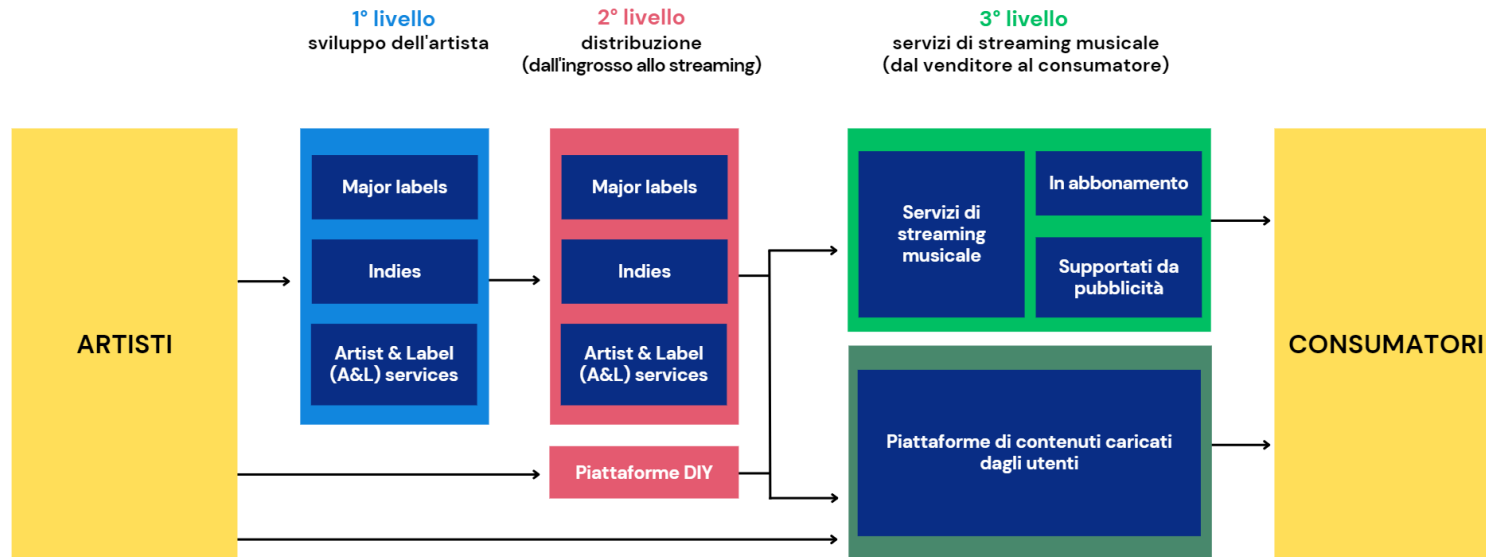 1° livello
sviluppo dell'artista
2° livello
distribuzione
(dall'ingrosso allo streaming)
3° livello
servizi di streaming musicale
(dal venditore al consumatore)
ARTISTI
Major labels
Indies
Artist & Label
(A&L) services
Major labels
Indies
Artist & Label
(A&L) services
Piattaforme DIY
Servizi di
streaming
musicale
In abbonamento
Supportati da
pubblicità
Piattaforme di contenuti caricati
dagli utenti
CONSUMATORI